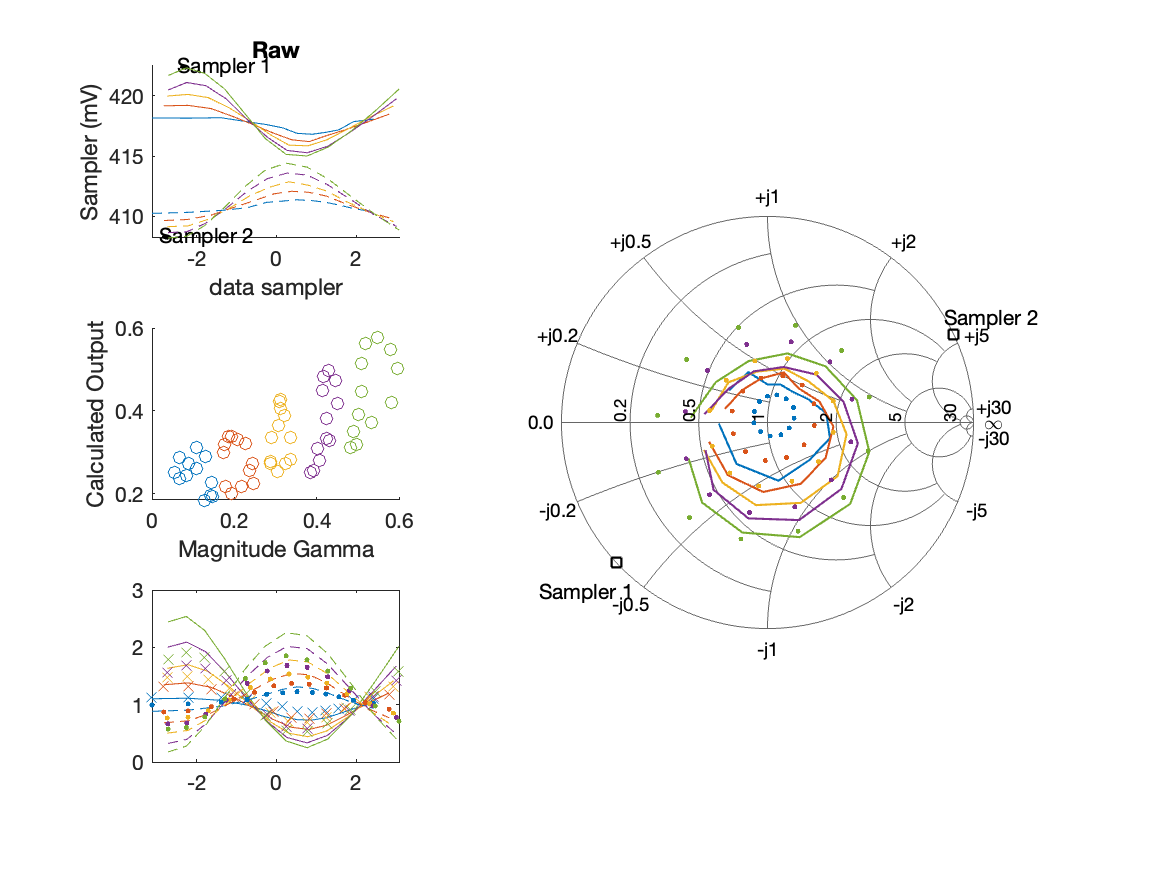 Raw
Sampler 1
420
415
410
Sampler (mV)
Sampler 2
-2
0
2
data sampler
0.6
0.4
0.2
Calculated Output
0
0.2
0.4
0.6
Magnitude Gamma
3
2
1
0
-2
0
2
+j1
+j0.5
+j2
Sampler 2
+j0.2
+j5
0.0
0.2
0.5
1
2
5
30
+j30
∞
-j30
-j0.2
-j5
Sampler 1
-j0.5
-j2
-j1